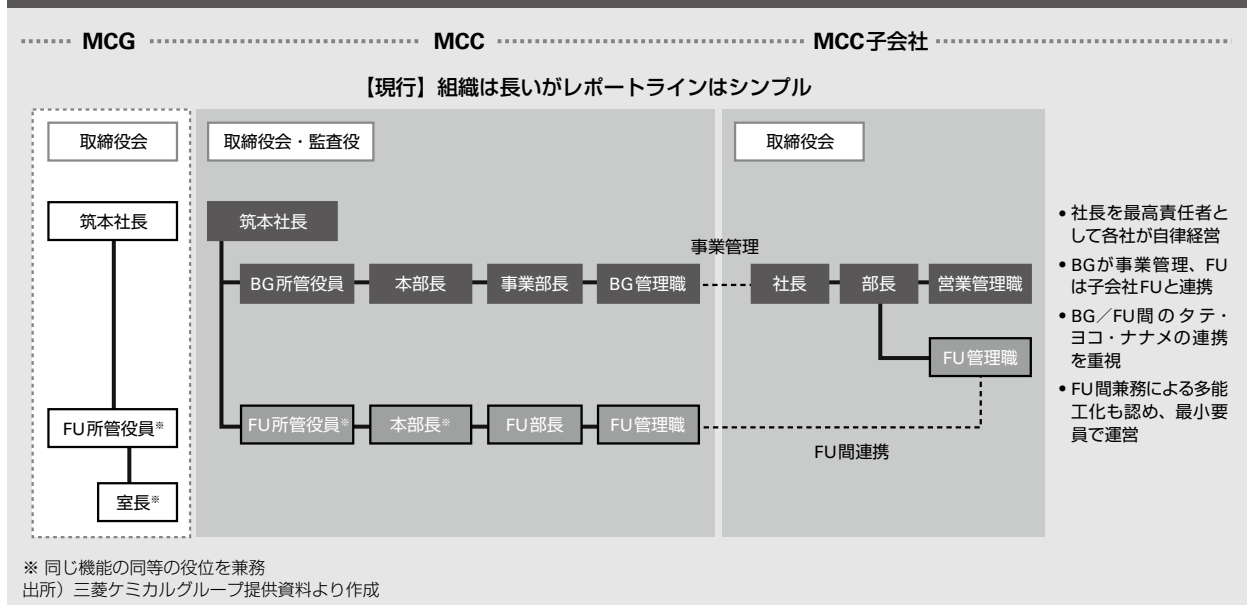 MCG MCC MCC子会社
【現行】組織は長いがレポートラインはシンプル
取締役会
取締役会・監査役
取締役会
筑本社長
筑本社長
事業管理
BG所管役員
本部長
事業部長
BG管理職
社長
部長
営業管理職
FU管理職
FU所管役員※
FU所管役員※
本部長※
FU部長
FU管理職
FU間連携
室長※
•社長を最高責任者と
して各社が自律経営
•BGが事業管理、FU
は子会社FUと連携
•BG／FU間のタテ・
ヨコ・ナナメの連携
を重視
•FU間兼務による多能
工化も認め、最小要
員で運営
※ 同じ機能の同等の役位を兼務
出所）三菱ケミカルグループ提供資料より作成